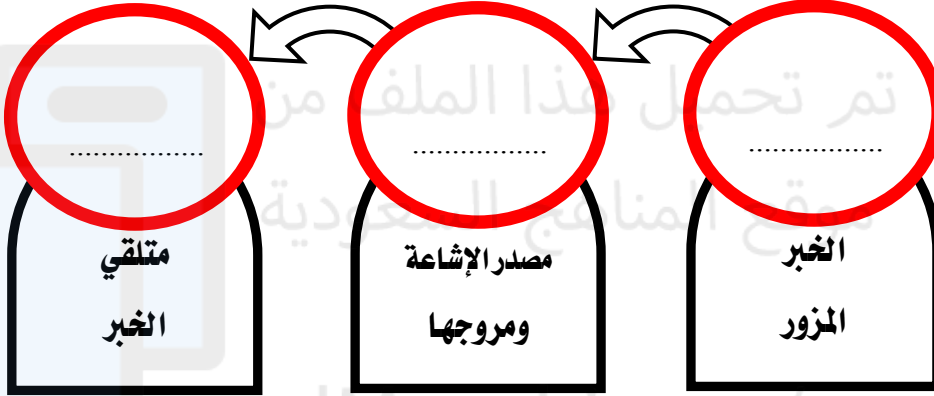 تم تحميل هذا الملف من
موقع المناهج السعودية
....................
....................
....................
الخبر
المزور
مصدر الإشاعة
ومروجها
متلقي
الخبر